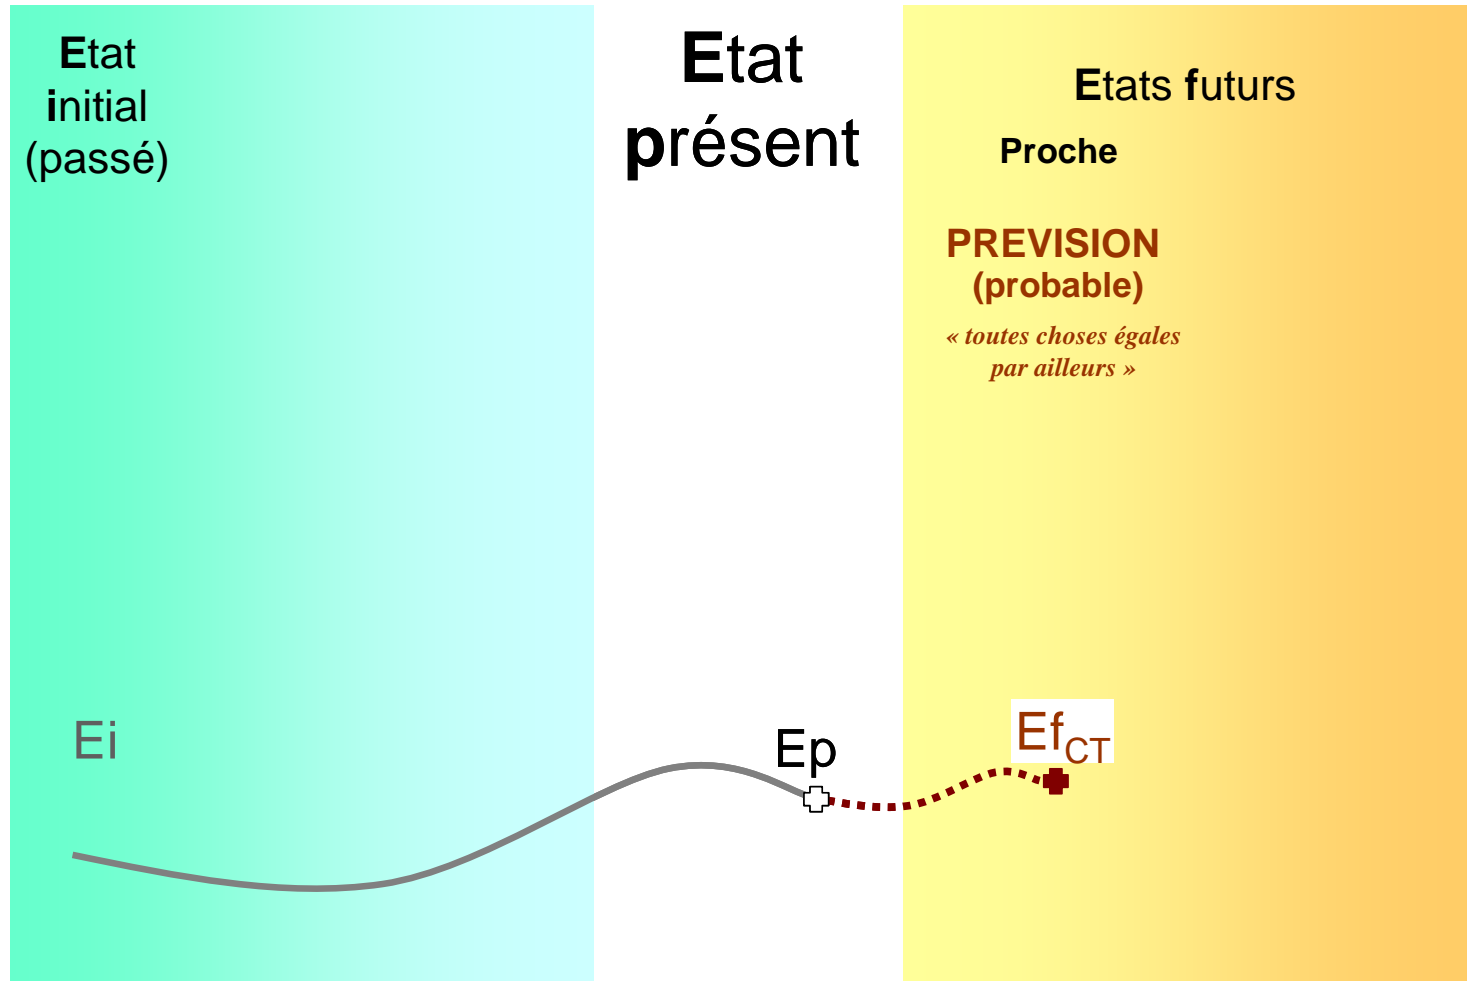 Etat
initial
(passé)
Etat
présent
Etats futurs
Proche
PREVISION
(probable)
« toutes choses égales
par ailleurs »
Ei
Ep
EfCT